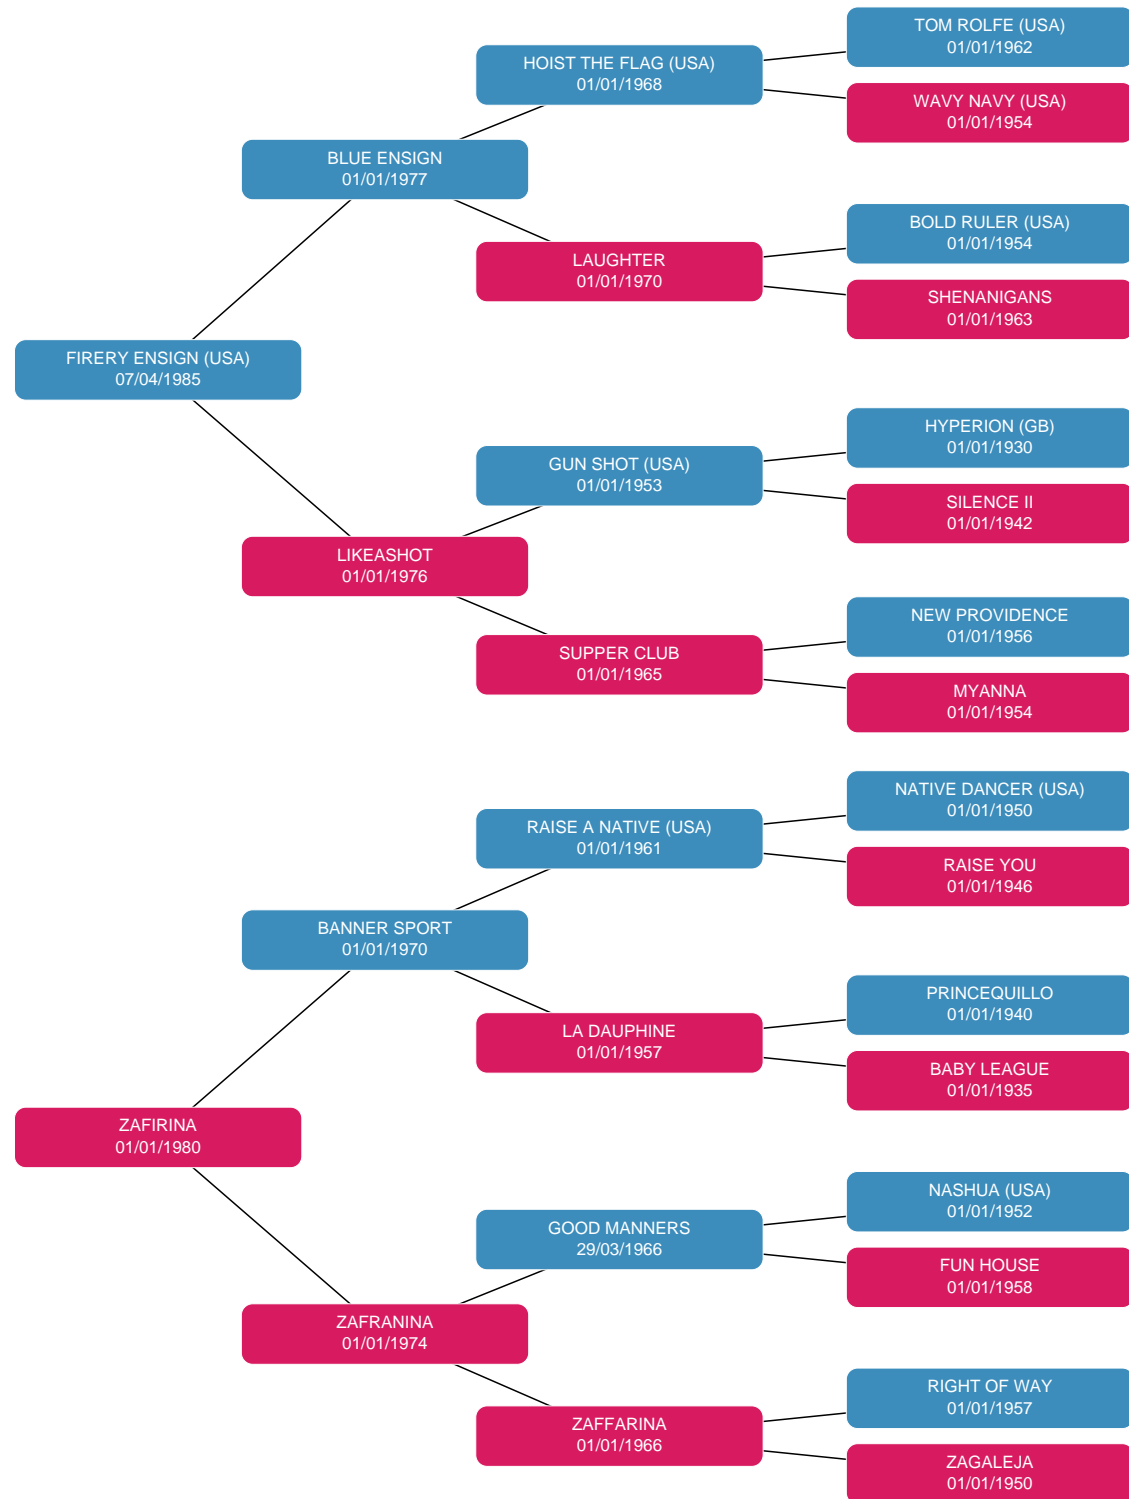 TOM ROLFE (USA)
01/01/1962
HOIST THE FLAG (USA)
01/01/1968
WAVY NAVY (USA)
01/01/1954
BLUE ENSIGN
01/01/1977
BOLD RULER (USA)
01/01/1954
LAUGHTER
01/01/1970
SHENANIGANS
01/01/1963
FIRERY ENSIGN (USA)
07/04/1985
HYPERION (GB)
01/01/1930
GUN SHOT (USA)
01/01/1953
SILENCE II
01/01/1942
LIKEASHOT
01/01/1976
NEW PROVIDENCE
01/01/1956
SUPPER CLUB
01/01/1965
MYANNA
01/01/1954
NATIVE DANCER (USA)
01/01/1950
RAISE A NATIVE (USA)
01/01/1961
RAISE YOU
01/01/1946
BANNER SPORT
01/01/1970
PRINCEQUILLO
01/01/1940
LA DAUPHINE
01/01/1957
BABY LEAGUE
01/01/1935
ZAFIRINA
01/01/1980
NASHUA (USA)
01/01/1952
GOOD MANNERS
29/03/1966
FUN HOUSE
01/01/1958
ZAFRANINA
01/01/1974
RIGHT OF WAY
01/01/1957
ZAFFARINA
01/01/1966
ZAGALEJA
01/01/1950